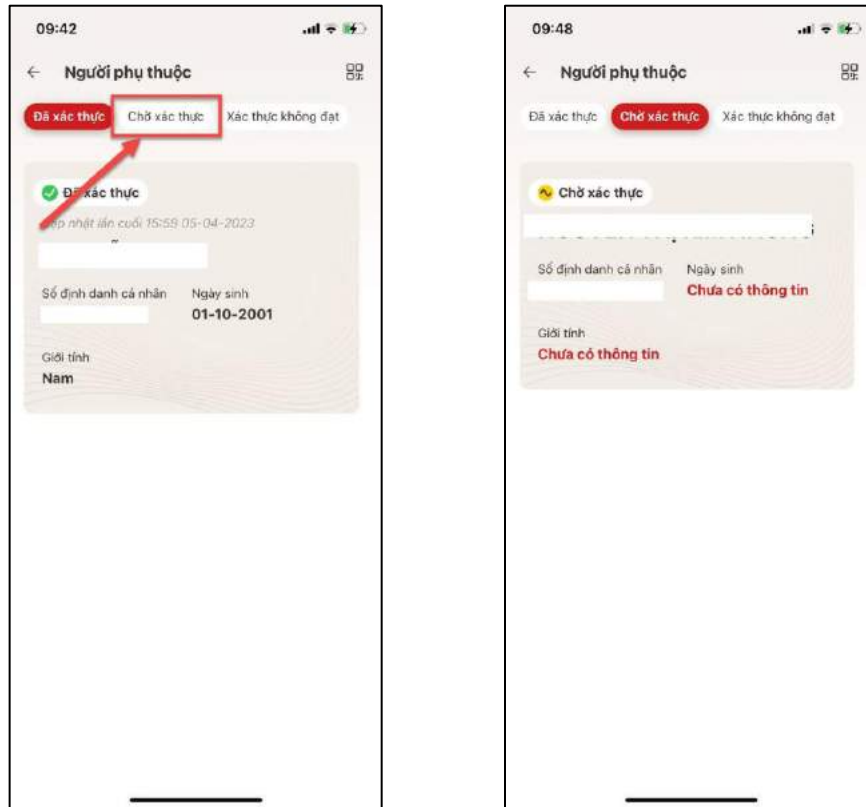 09:42
Người phụ thuộc
Đã xác thực Chờ xác thực Xác thực không đạt
Đã xác thực
Cập nhật lần cuối 15:59 05-04-2023
Số định danh cá nhân Ngày sinh
01-10-2001
Giới tính
Nam
09:48
Người phụ thuộc
Đã xác thực Chờ xác thực Xác thực không đạt
Chờ xác thực
Số định danh cá nhân Ngày sinh
Chưa có thông tin
Giới tính
Chưa có thông tin